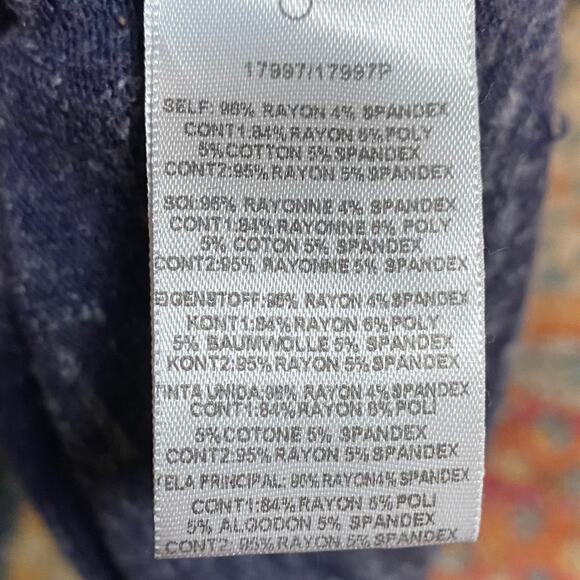 17997/17997P
SELF: 96% RAYON 4% SPANDEX
CONT1:84% RAYON 6% POLY
5% COTTON 5% SPANDEX
CONT2:95% RAYON 5% SPANDEX
SOI:96% RAYONNE 4% SPANDEX
CONT1:84% RAYONNE 6% POLY
5% COTON 5% SPANDEX
CONT2:95% RAYONNE 5% SPANDEX
EIGENSTOFF:96% RAYON 4% SPANDEX
KONT1:84% RAYON 6% POLY
5% BAUMWOLLE 5% SPANDEX
KONT2:95% RAYON 5% SPANDEX
TINTA UNIDA:96% RAYON 4% SPANDEX
CONT1:84% RAYON 6% POLI
5% COTONE 5% SPANDEX
CONT2:95% RAYON 5% SPANDEX
TELA PRINCIPAL: 96% RAYON4% SPANDEX
CONT1:84% RAYON 6% POLI
5% ALGODON 5% SPANDEX
CONT2: 95% RAYON 5% SPANDEX